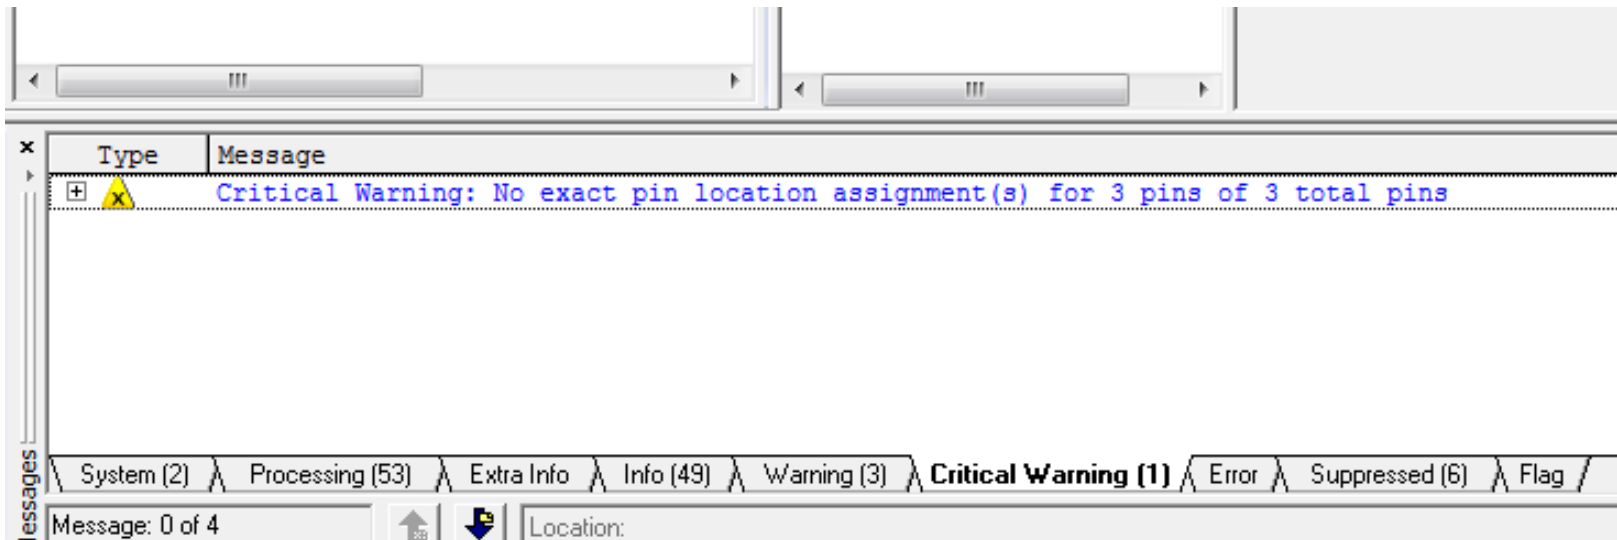 Type Message
Critical Warning: No exact pin location assignment(s) for 3 pins of 3 total pins
System (2) Processing (53) Extra Info Info (49) Warning (3) Critical Warning (1) Error Suppressed (6) Flag
Message: 0 of 4 Location: